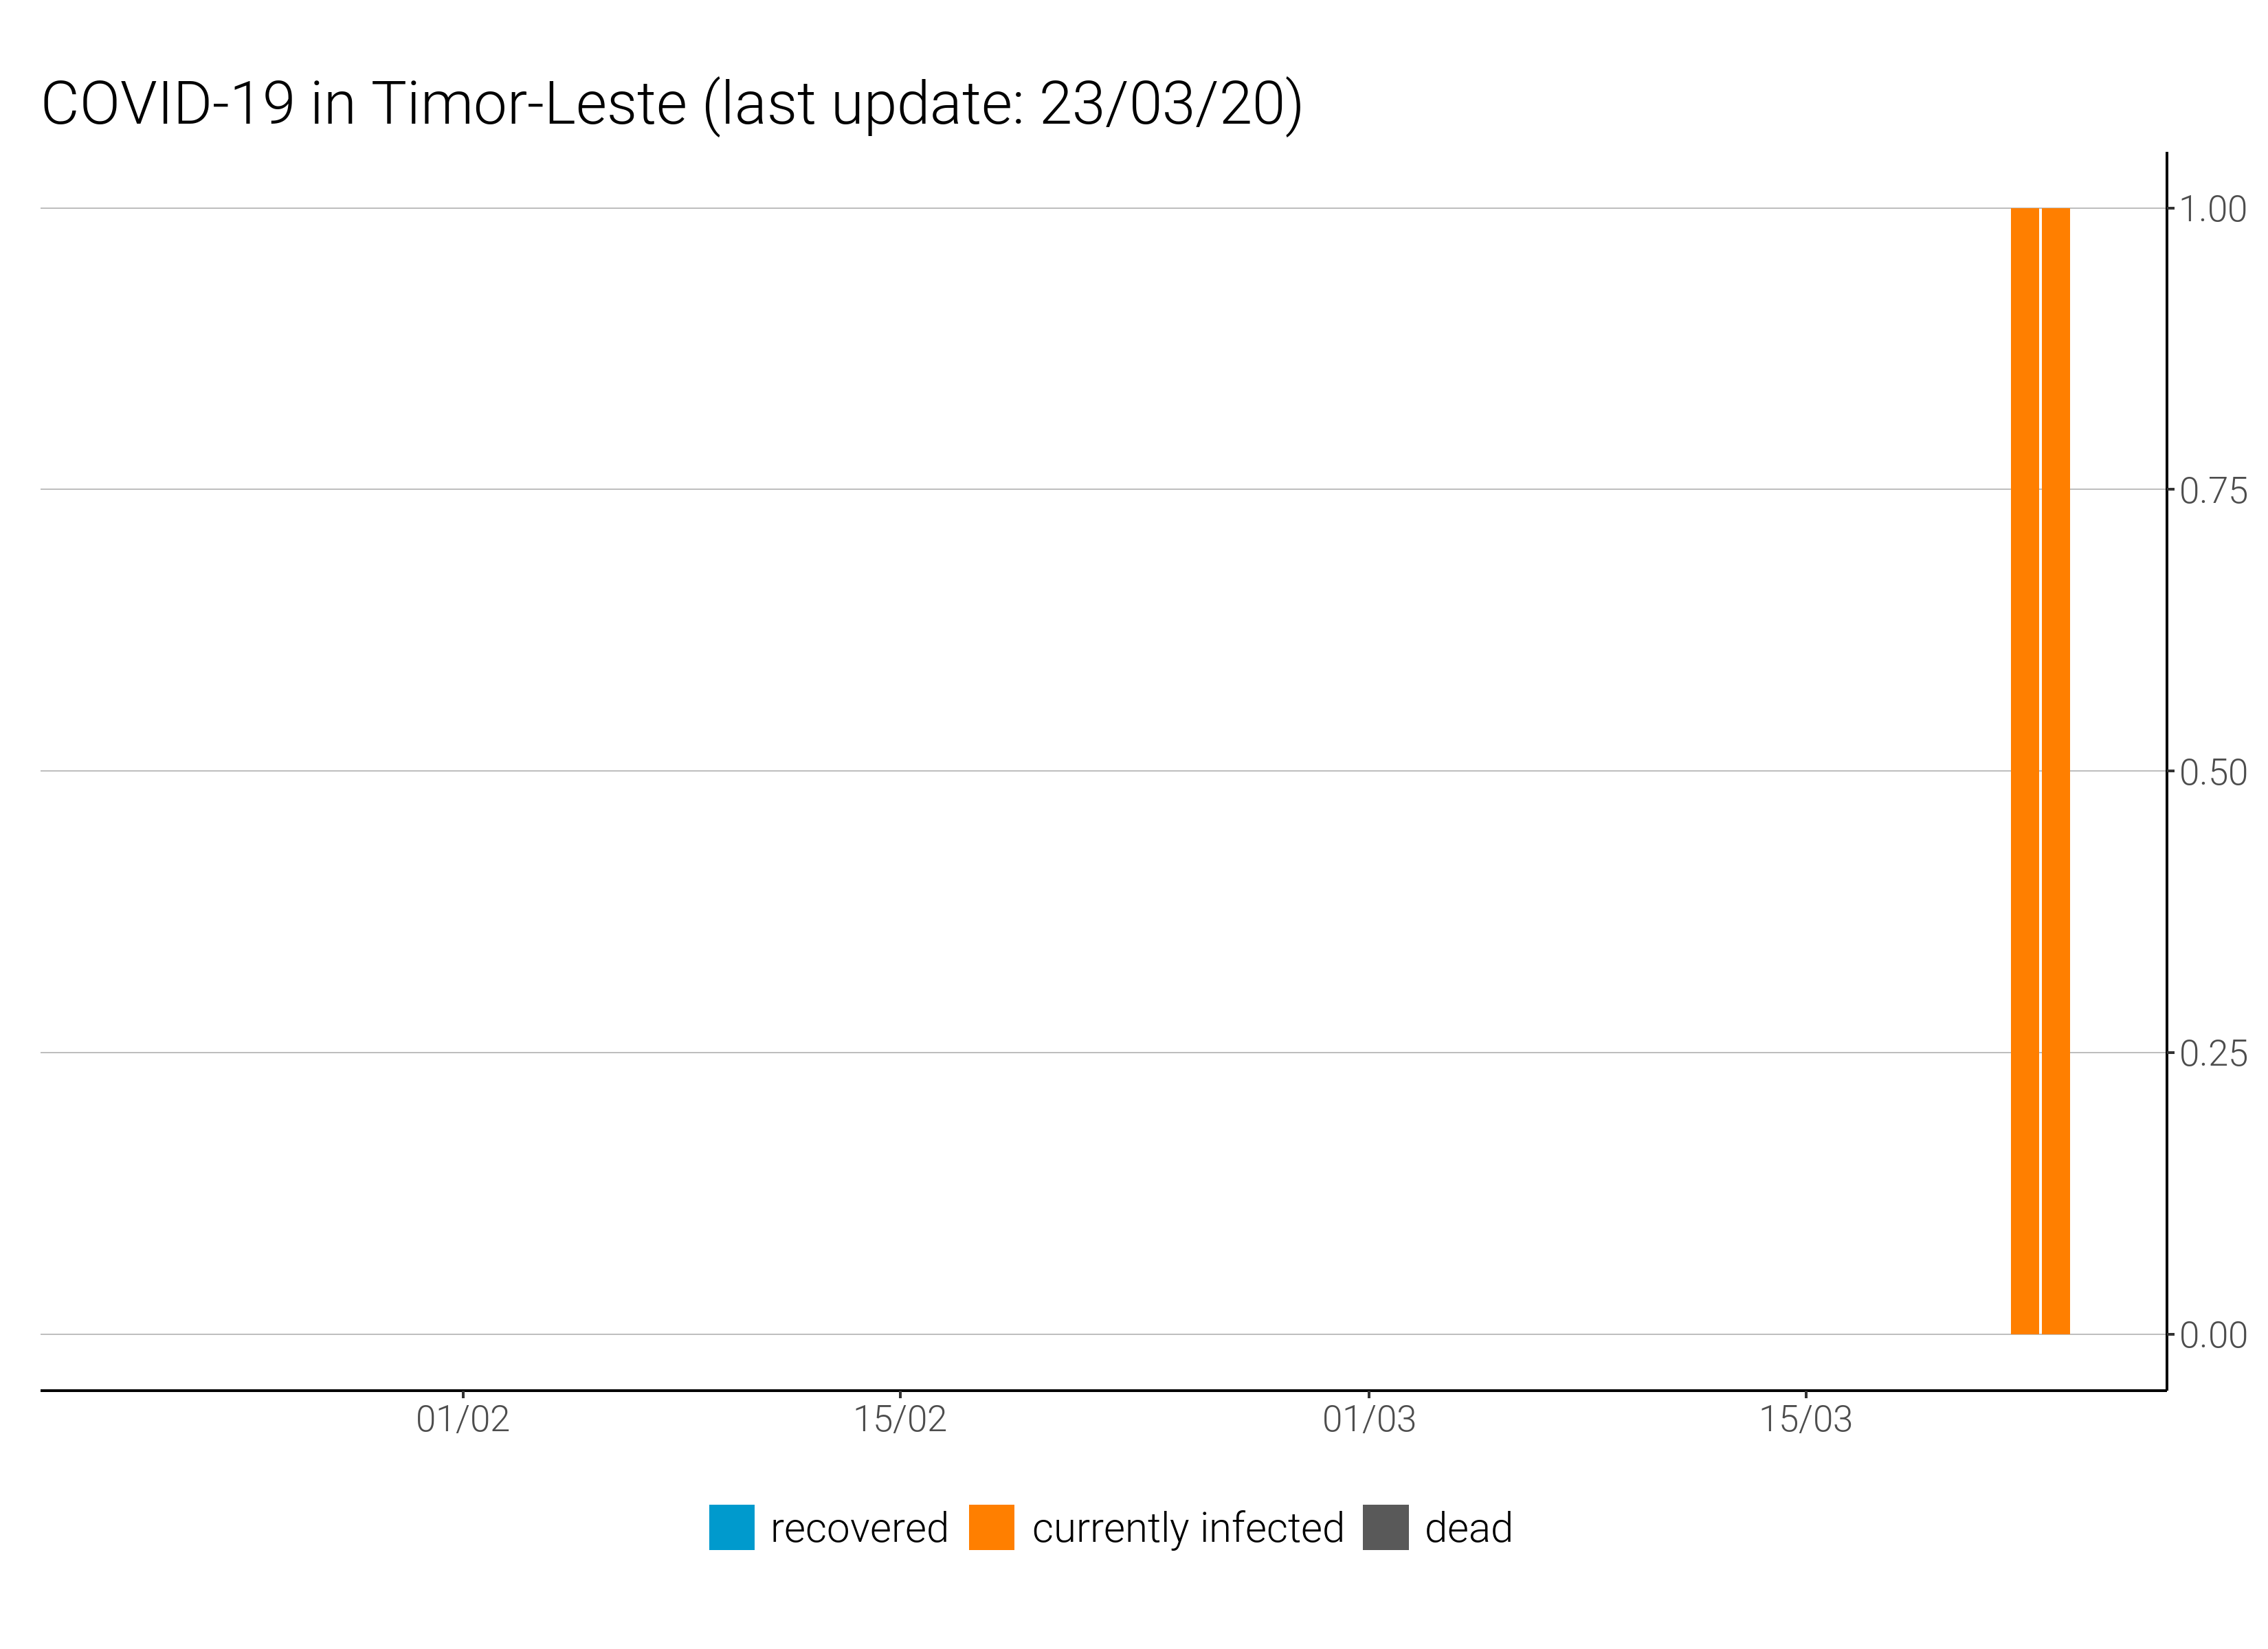 COVID-19 in Timor-Leste (last update: 23/03/20)
1.00
0.75
0.50
0.25
0.00
01/02 15/02 01/03 15/03
recovered currently infected dead